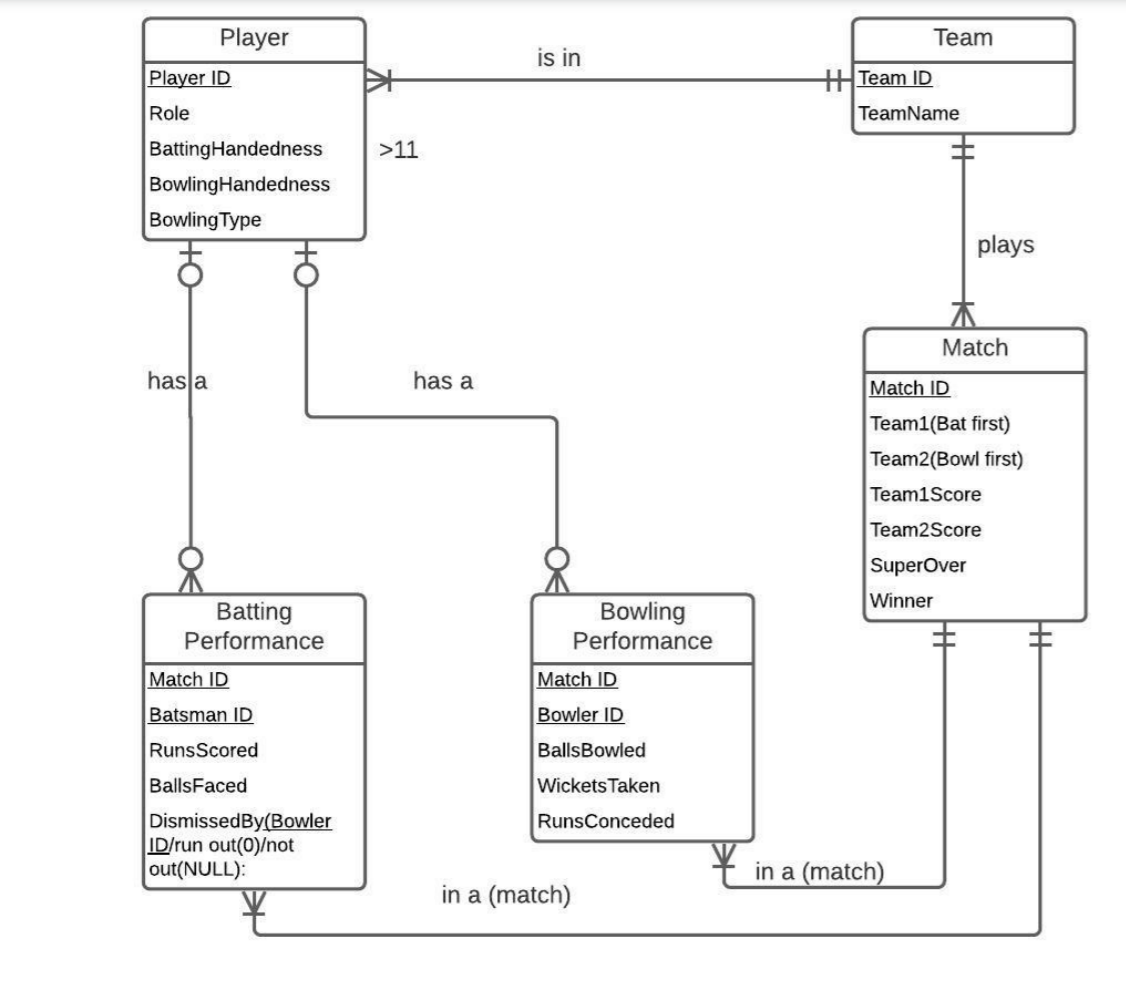 Player
Player ID
Role
BattingHandedness
BowlingHandedness
BowlingType
is in
>11
Team
Team ID
TeamName
plays
has a
has a
Match
Match ID
Team1(Bat first)
Team2(Bowl first)
Team1Score
Team2Score
SuperOver
Winner
Batting
Performance
Match ID
Batsman ID
RunsScored
BallsFaced
DismissedBy(Bowler
ID/run out(0)/not
out(NULL):
Bowling
Performance
Match ID
Bowler ID
BallsBowled
WicketsTaken
RunsConceded
in a (match)
in a (match)